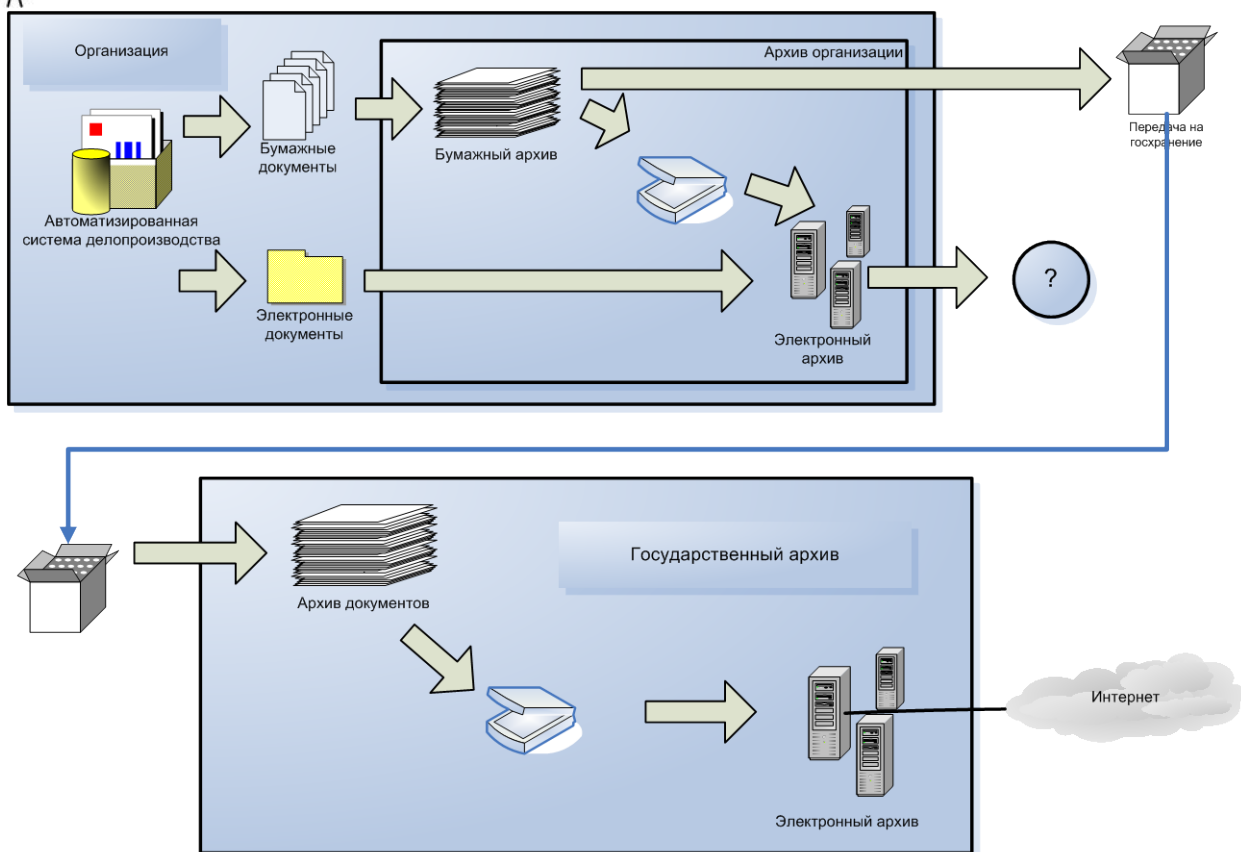 Организация
Архив организации
Бумажные
документы
Бумажный архив
Передача на
госхранение
Автоматизированная
система делопроизводства
?
Электронные
документы
Электронный
архив
Государственный архив
Архив документов
Интернет
Электронный архив